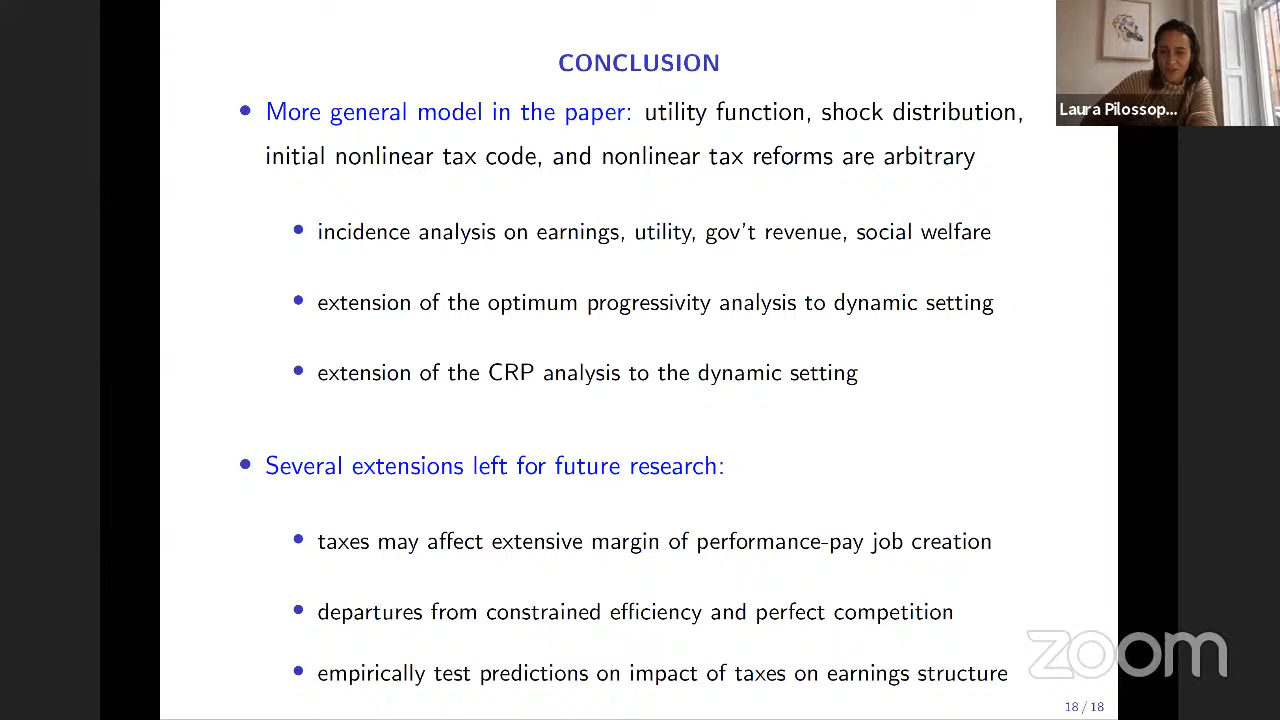 CONCLUSION
• More general model in the paper: utility function, shock distribution,
initial nonlinear tax code, and nonlinear tax reforms are arbitrary
• incidence analysis on earnings, utility, gov't revenue, social welfare
• extension of the optimum progressivity analysis to dynamic setting
• extension of the CRP analysis to the dynamic setting
• Several extensions left for future research:
• taxes may affect extensive margin of performance-pay job creation
• departures from constrained efficiency and perfect competition
• empirically test predictions on impact of taxes on earnings structure
18 / 18
Laura Pilossop...
zoom